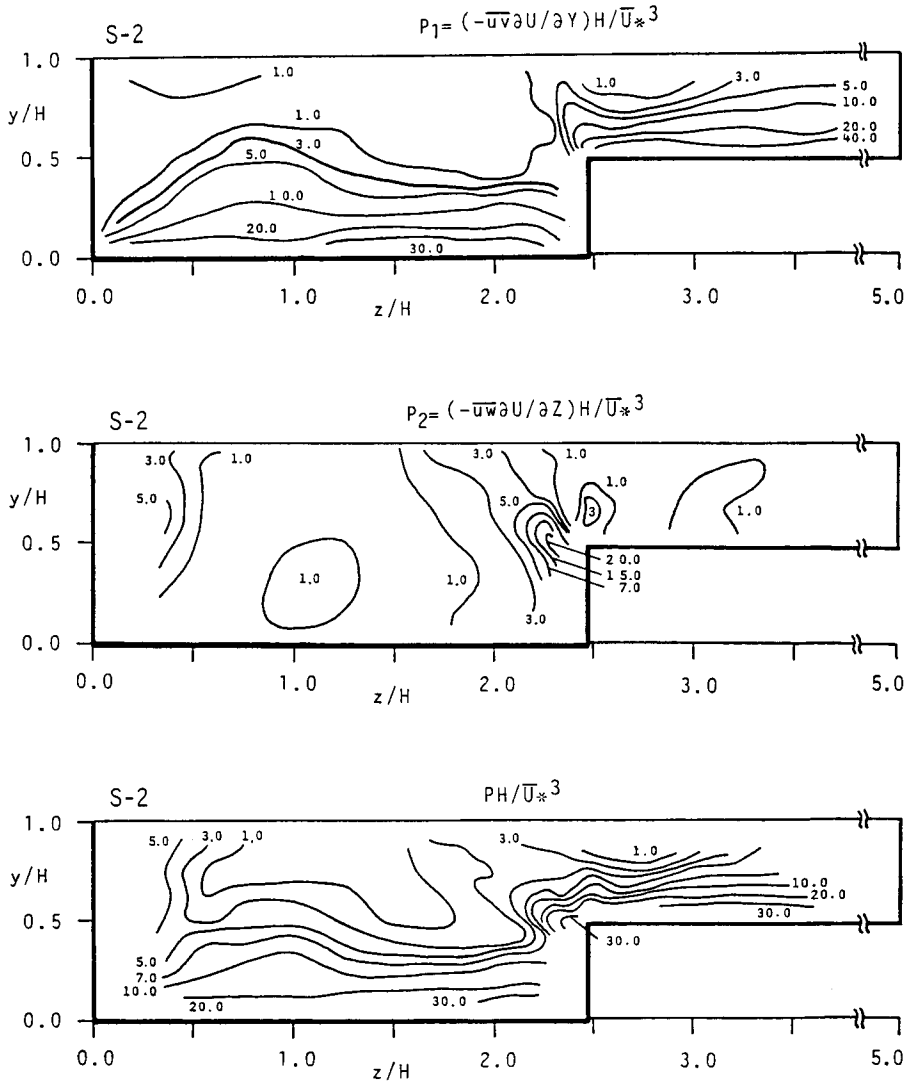 S-2 P₁=(-u̅v̅∂U/∂Y)H/U̅*³
1.0 1.0 1.0 3.0
y/H 1.0 5.0
3.0 10.0
0.5 5.0 20.0
40.0
10.0
20.0
0.0 30.0
0.0 1.0 2.0 3.0 5.0
z/H
S-2 P₂=(-u̅w̅∂U/∂Z)H/U̅*³
1.0 3.0 1.0 3.0 1.0
5.0 5.0 1.0
y/H 3 1.0
0.5 20.0
1.0 1.0 15.0
7.0
3.0
0.0
0.0 1.0 2.0 3.0 5.0
z/H
S-2 PH/U̅*³
1.0 5.0 3.0 1.0 3.0
1.0
y/H 10.0
20.0
0.5 30.0
30.0
5.0
7.0
10.0
20.0 30.0
0.0
0.0 1.0 2.0 3.0 5.0
z/H